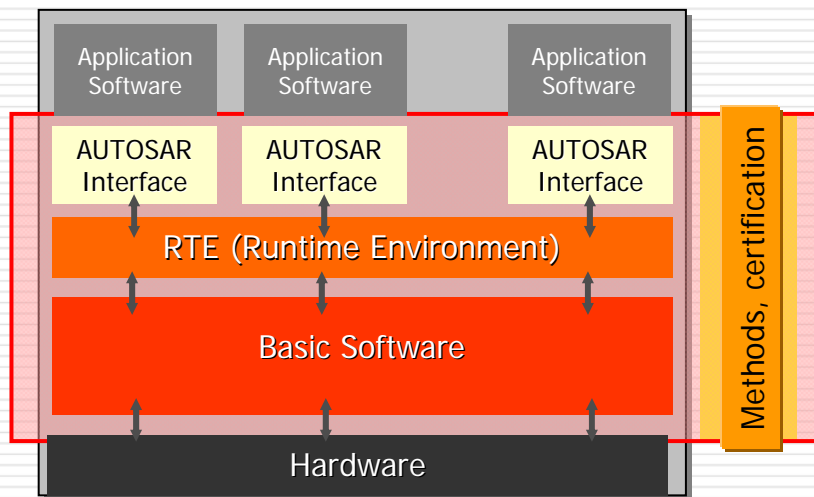 Application
Software
Application
Software
Application
Software
AUTOSAR
Interface
AUTOSAR
Interface
AUTOSAR
Interface
RTE (Runtime Environment)
Basic Software
Hardware
Methods, certification